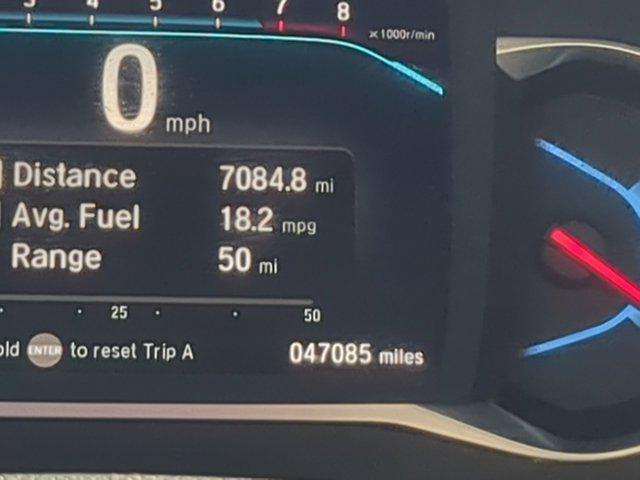 3 4 5 6 7 8
x1000r/min
0 mph
Distance 7084.8 mi
Avg. Fuel 18.2 mpg
Range 50 mi
25 50
ENTER to reset Trip A
047085 miles